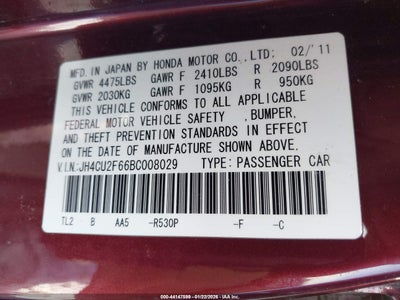 MFD.IN JAPAN BY HONDA MOTOR CO.,LTD: 02/'11
GVWR 4475LBS GAWR F 2410LBS R 2090LBS
GVWR 2030KG GAWR F 1095KG R 950KG
THIS VEHICLE CONFORMS TO ALL APPLICABLE
FEDERAL MOTOR VEHICLE SAFETY ,BUMPER,
AND THEFT PREVENTION STANDARDS IN EFFECT
ON THE DATE OF MANUFACTURE SHOWN ABOVE.
V.I.N:JH4CU2F66BC008029 TYPE: PASSENGER CAR
TL2 - B AA5 -R530P -F -C
000-44147599 - 01/22/2026 - IAA Inc.